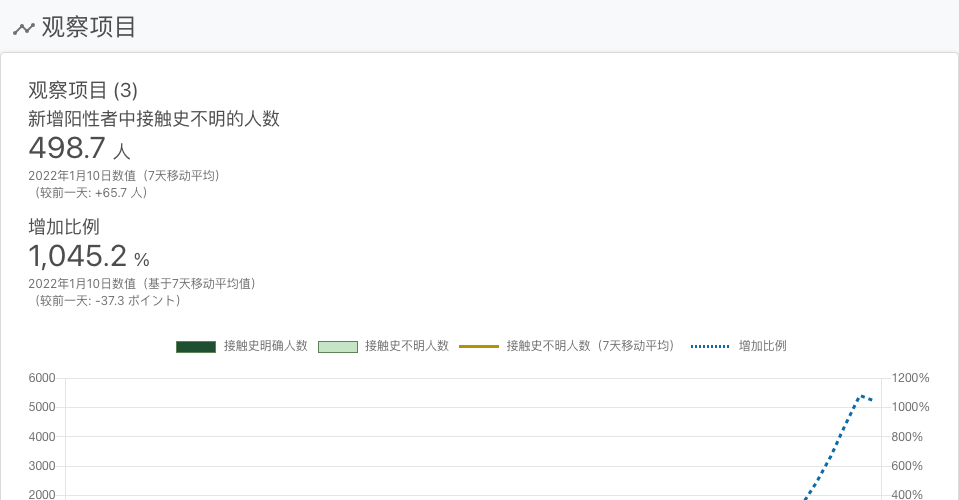 观察项目
观察项目 (3)
新增阳性者中接触史不明的人数
498.7 人
2022年1月10日数值（7天移动平均）
（较前一天: +65.7 人）
增加比例
1,045.2 %
2022年1月10日数值（基于7天移动平均值）
（较前一天: -37.3 ポイント）
接触史明确人数 接触史不明人数 接触史不明人数（7天移动平均） 增加比例
6000 1200%
5000 1000%
4000 800%
3000 600%
2000 400%